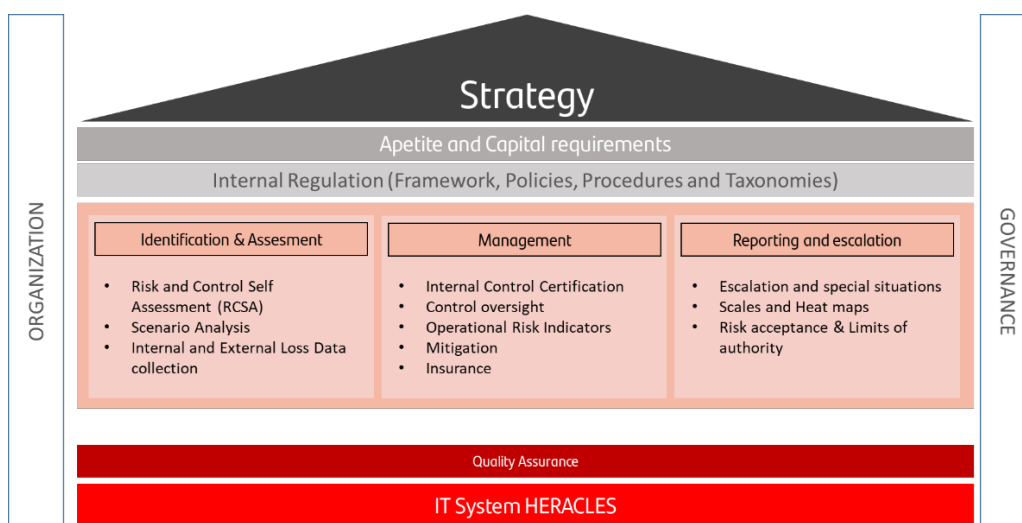 ORGANIZATION
Strategy
Apetite and Capital requirements
Internal Regulation (Framework, Policies, Procedures and Taxonomies)
Identification & Assesment
• Risk and Control Self
Assessment (RCSA)
• Scenario Analysis
• Internal and External Loss Data
collection
Management
• Internal Control Certification
• Control oversight
• Operational Risk Indicators
• Mitigation
• Insurance
Reporting and escalation
• Escalation and special situations
• Scales and Heat maps
• Risk acceptance & Limits of
authority
Quality Assurance
IT System HERACLES
GOVERNANCE